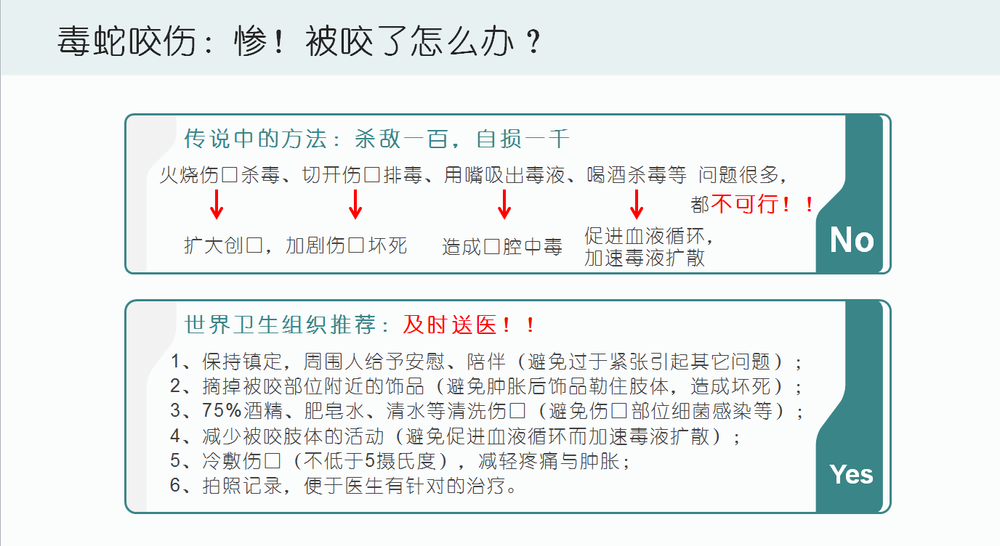 毒蛇咬伤：惨！被咬了怎么办？
传说中的方法：杀敌一百，自损一千
火烧伤口杀毒、切开伤口排毒、用嘴吸出毒液、喝酒杀毒等 问题很多，
都不可行！！
扩大创口，加剧伤口坏死
造成口腔中毒
促进血液循环，
加速毒液扩散
No
世界卫生组织推荐：及时送医！！
1、保持镇定，周围人给予安慰、陪伴（避免过于紧张引起其它问题）；
2、摘掉被咬部位附近的饰品（避免肿胀后饰品勒住肢体，造成坏死）；
3、75%酒精、肥皂水、清水等清洗伤口（避免伤口部位细菌感染等）；
4、减少被咬肢体的活动（避免促进血液循环而加速毒液扩散）；
5、冷敷伤口（不低于5摄氏度），减轻疼痛与肿胀；
6、拍照记录，便于医生有针对的治疗。
Yes